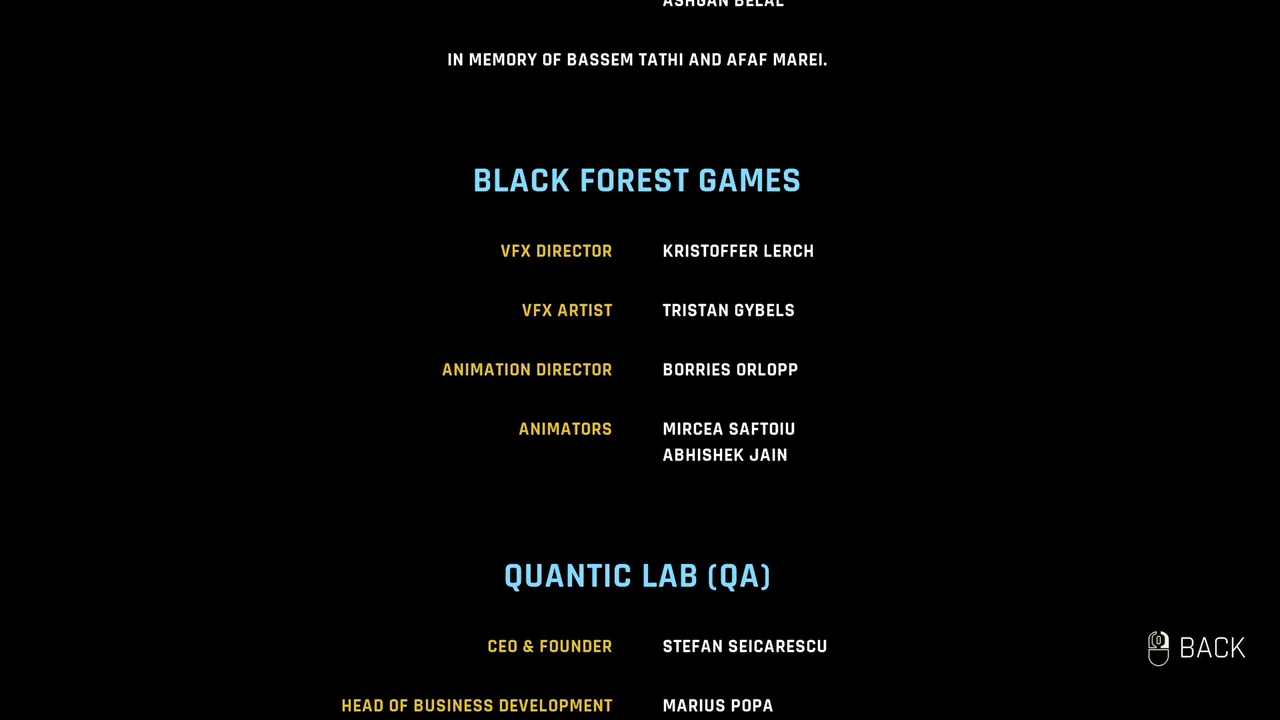 ASHGAN BELAL
IN MEMORY OF BASSEM TATHI AND AFAF MAREI.
BLACK FOREST GAMES
VFX DIRECTOR KRISTOFFER LERCH
VFX ARTIST TRISTAN GYBELS
ANIMATION DIRECTOR BORRIES ORLOPP
ANIMATORS MIRCEA SAFTOIU
ABHISHEK JAIN
QUANTIC LAB (QA)
CEO & FOUNDER STEFAN SEICARESCU
BACK
HEAD OF BUSINESS DEVELOPMENT MARIUS POPA